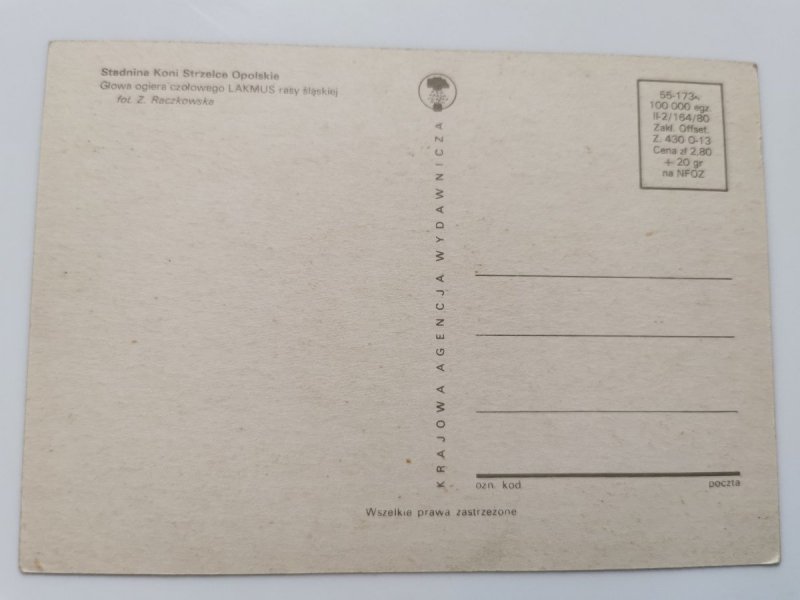 Stadnina Koni Strzelce Opolskie
Głowa ogiera czołowego LAKMUS rasy śląskiej
fot. Z. Raczkowska
KRAJOWA AGENCJA WYDAWNICZA
55-173A
100 000 egz.
II-2/164/80
Zakł. Offset.
Z. 430 O-13
Cena zł 2.80
+ 20 gr
na NFOZ
ozn. kod
poczta
Wszelkie prawa zastrzeżone